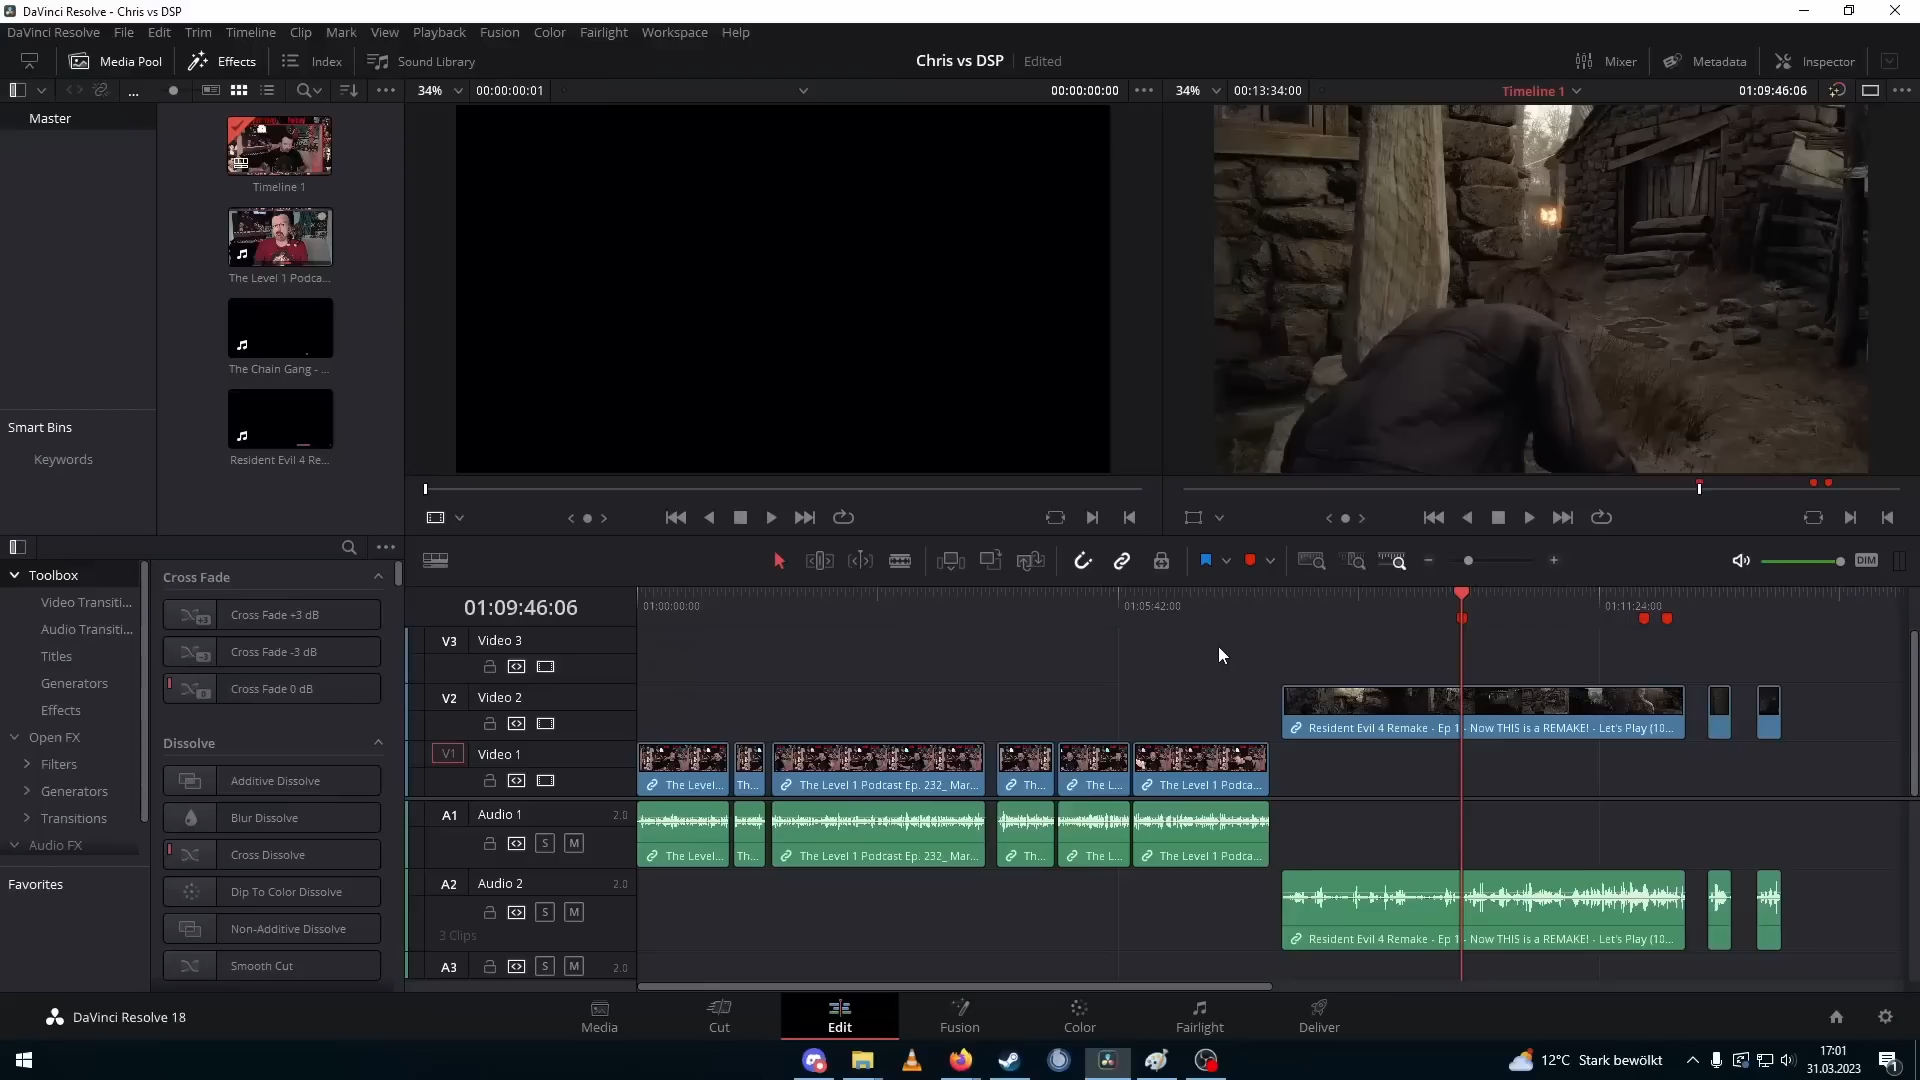 DaVinci Resolve - Chris vs DSP
DaVinci Resolve File Edit Trim Timeline Clip Mark View Playback Fusion Color Fairlight Workspace Help
Media Pool Effects Index Sound Library Chris vs DSP Edited Mixer Metadata Inspector
34% 00:00:00:01 00:00:00:00 34% 00:13:34:00 Timeline 1 01:09:46:06
Master
Timeline 1
The Level 1 Podca...
The Chain Gang - ...
Smart Bins
Keywords
Resident Evil 4 Re...
DIM
Toolbox
Video Transiti...
Audio Transiti...
Titles
Generators
Effects
Open FX
Filters
Generators
Transitions
Audio FX
Favorites
Cross Fade
+3 Cross Fade +3 dB
-3 Cross Fade -3 dB
0 Cross Fade 0 dB
Dissolve
Additive Dissolve
Blur Dissolve
Cross Dissolve
Dip To Color Dissolve
Non-Additive Dissolve
Smooth Cut
01:09:46:06
01:00:00:00 01:05:42:00 01:11:24:00
V3 Video 3
V2 Video 2
Resident Evil 4 Remake - Ep 1 - Now THIS is a REMAKE! - Let's Play (10...
V1 Video 1
The Level... Th... The Level 1 Podcast Ep. 232_ Mar... Th... The L... The Level 1 Podca...
A1 Audio 1 2.0
S M
The Level... Th... The Level 1 Podcast Ep. 232_ Mar... Th... The L... The Level 1 Podca...
A2 Audio 2 2.0
S M
3 Clips
Resident Evil 4 Remake - Ep 1 - Now THIS is a REMAKE! - Let's Play (10...
A3 S M 2.0
DaVinci Resolve 18
Media Cut Edit Fusion Color Fairlight Deliver
12°C Stark bewölkt
17:01
31.03.2023
1